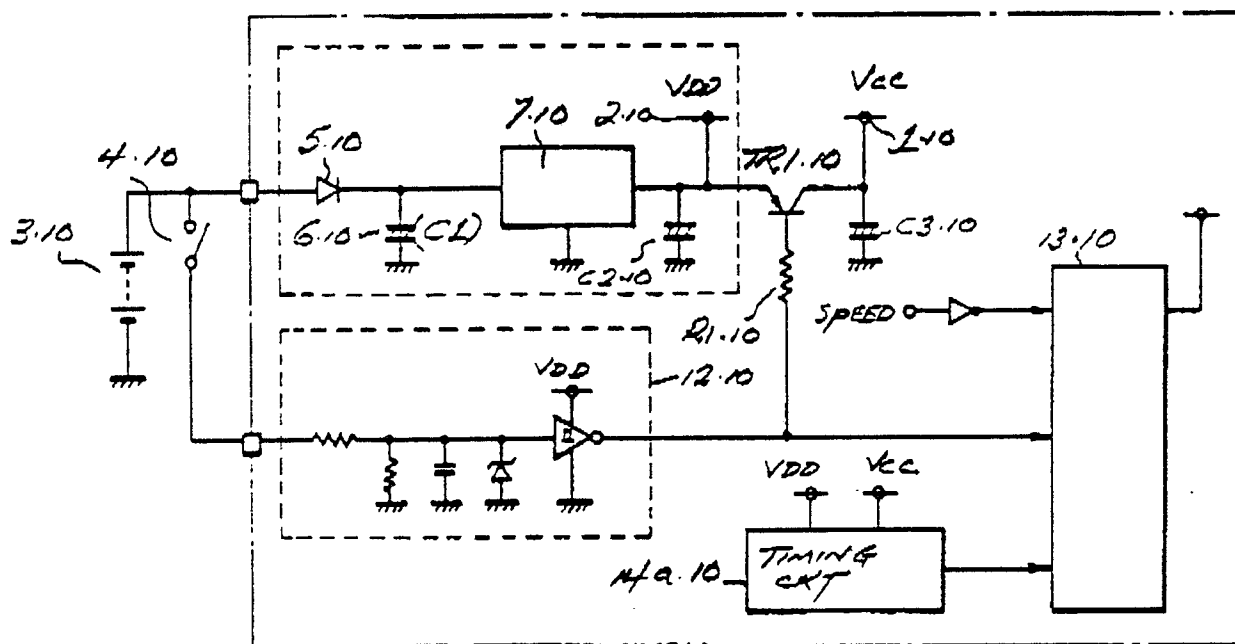 VDD
Vcc
7.10
2.10
5.10
TR1.10
1.10
4.10
3.10
6.10
(C1)
C2.10
C3.10
13.10
SPEED
R1.10
VDD
12.10
VDD
Vcc
14a.10
TIMING
CKT